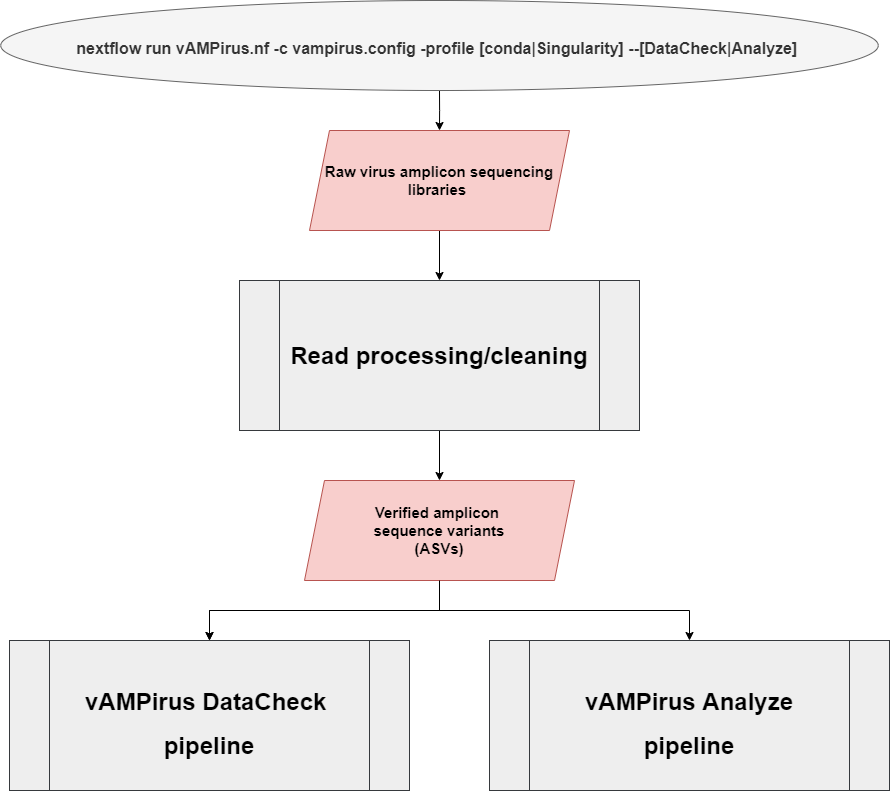 nextflow run vAMPirus.nf -c vampirus.config -profile [conda|Singularity] --[DataCheck|Analyze]
Raw virus amplicon sequencing
libraries
Read processing/cleaning
Verified amplicon
sequence variants
(ASVs)
vAMPirus DataCheck
pipeline
vAMPirus Analyze
pipeline